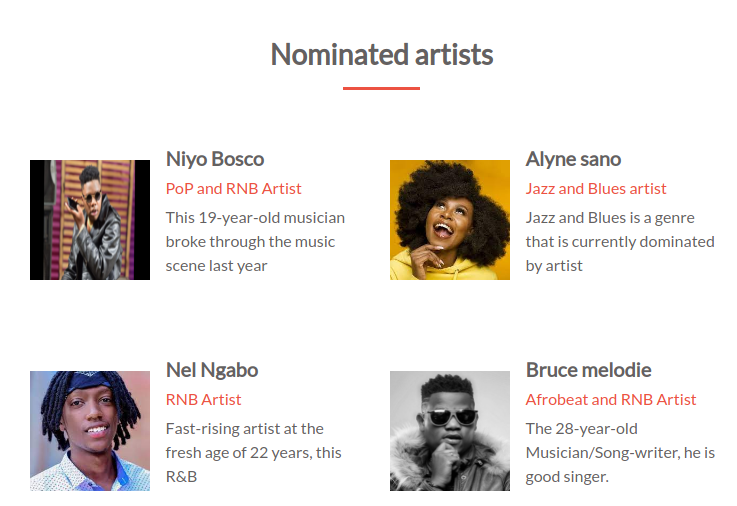 Nominated artists
Niyo Bosco
PoP and RNB Artist
This 19-year-old musician
broke through the music
scene last year
Alyne sano
Jazz and Blues artist
Jazz and Blues is a genre
that is currently dominated
by artist
Nel Ngabo
RNB Artist
Fast-rising artist at the
fresh age of 22 years, this
R&B
Bruce melodie
Afrobeat and RNB Artist
The 28-year-old
Musician/Song-writer, he is
good singer.